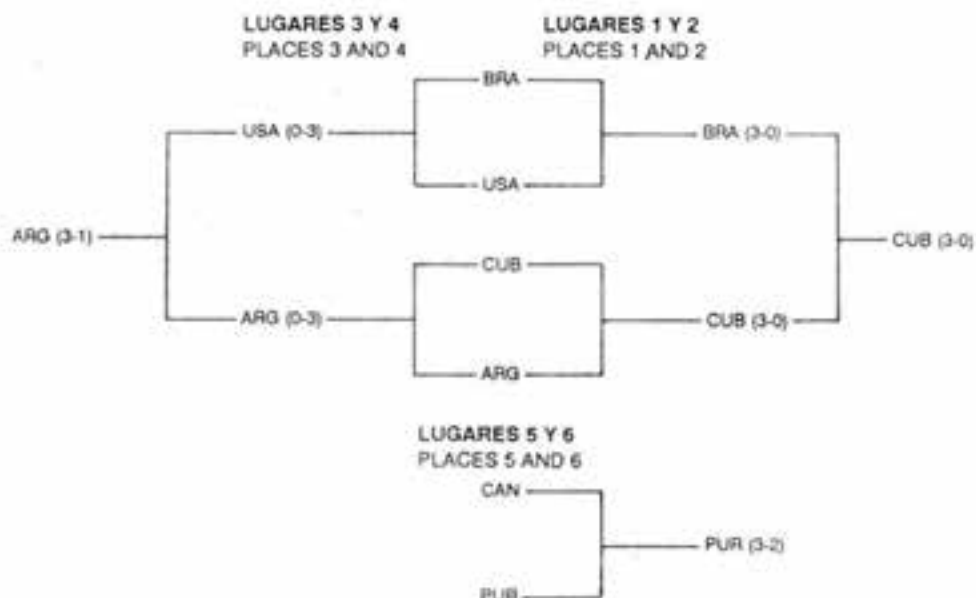 LUGARES 3 Y 4
PLACES 3 AND 4
LUGARES 1 Y 2
PLACES 1 AND 2
BRA
USA (0-3)
BRA (3-0)
USA
ARG (3-1)
CUB (3-0)
CUB
ARG (0-3)
CUB (3-0)
ARG
LUGARES 5 Y 6
PLACES 5 AND 6
CAN
PUR (3-2)
PUR